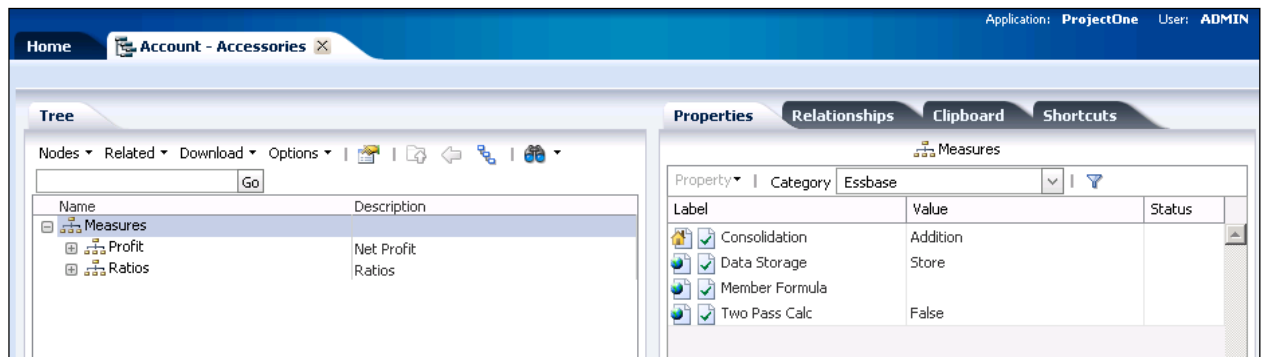 Application: ProjectOne User: ADMIN
Home Account - Accessories
Tree
Nodes Related Download Options
Go
Name Description
Measures
Profit Net Profit
Ratios Ratios
Properties Relationships Clipboard Shortcuts
Measures
Property Category Essbase
Label Value Status
Consolidation Addition
Data Storage Store
Member Formula
Two Pass Calc False